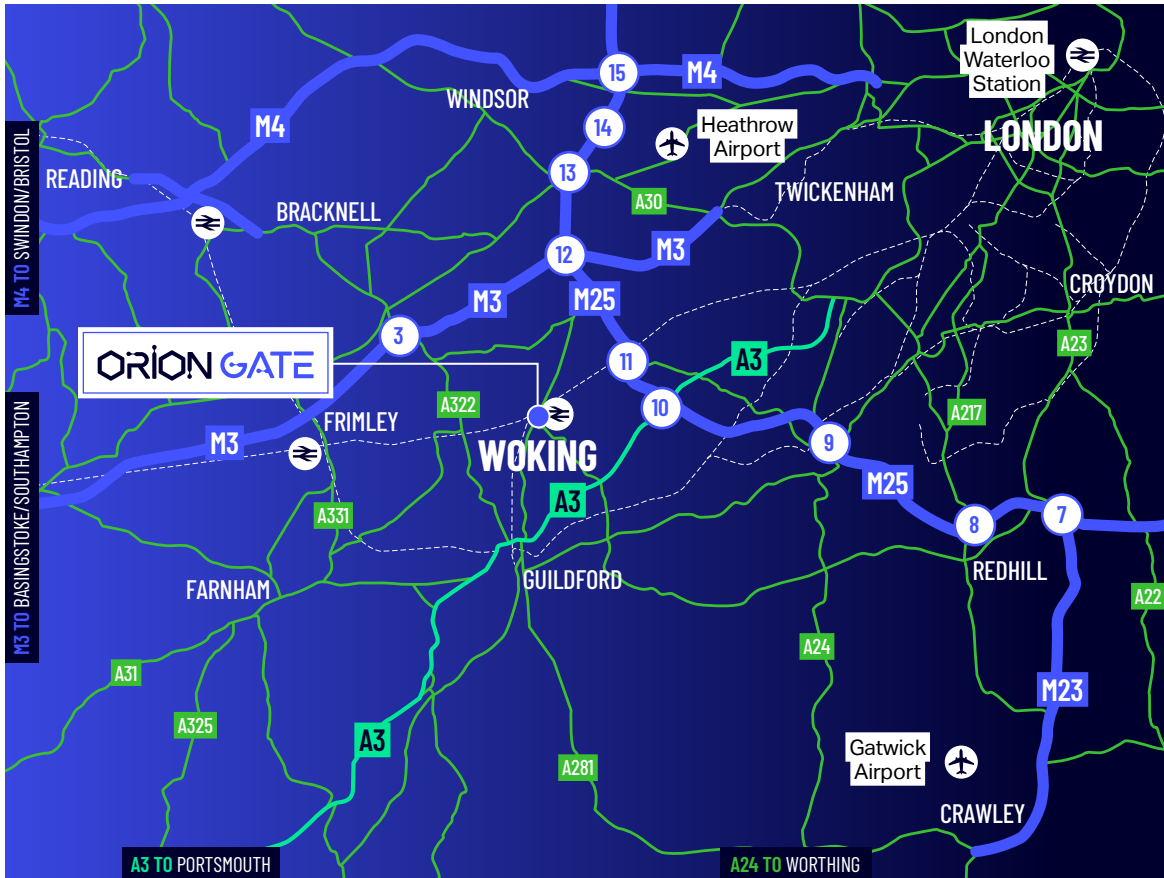 London
Waterloo
Station
15
M4
WINDSOR
M4
14
Heathrow
Airport
LONDON
M4 TO SWINDON/BRISTOL
READING
13
TWICKENHAM
A30
BRACKNELL
12
M3
CROYDON
M3
M25
3
ORION GATE
11
A3
A23
10
A322
A217
FRIMLEY
M3
WOKING
9
M25
M3 TO BASINGSTOKE/SOUTHAMPTON
A3
A331
8
7
REDHILL
GUILDFORD
FARNHAM
A22
A24
A31
M23
A325
A3
A281
Gatwick
Airport
CRAWLEY
A3 TO PORTSMOUTH
A24 TO WORTHING